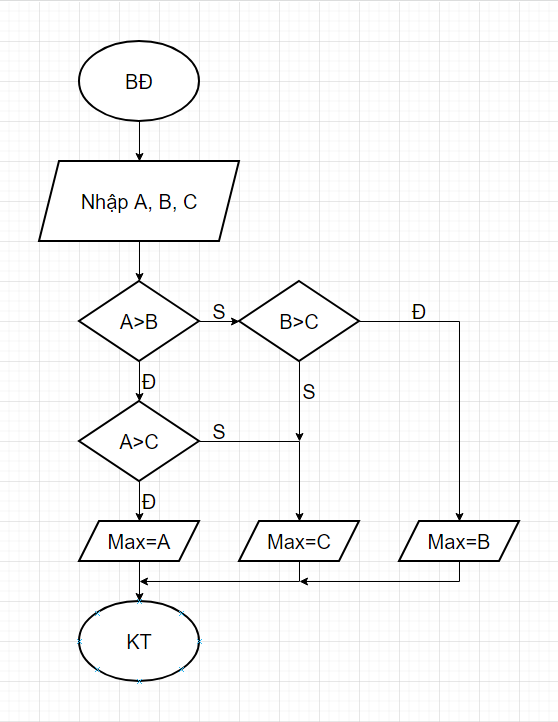 BĐ
Nhập A, B, C
A>B
S
B>C
Đ
Đ
S
A>C
S
Đ
Max=A
Max=C
Max=B
KT